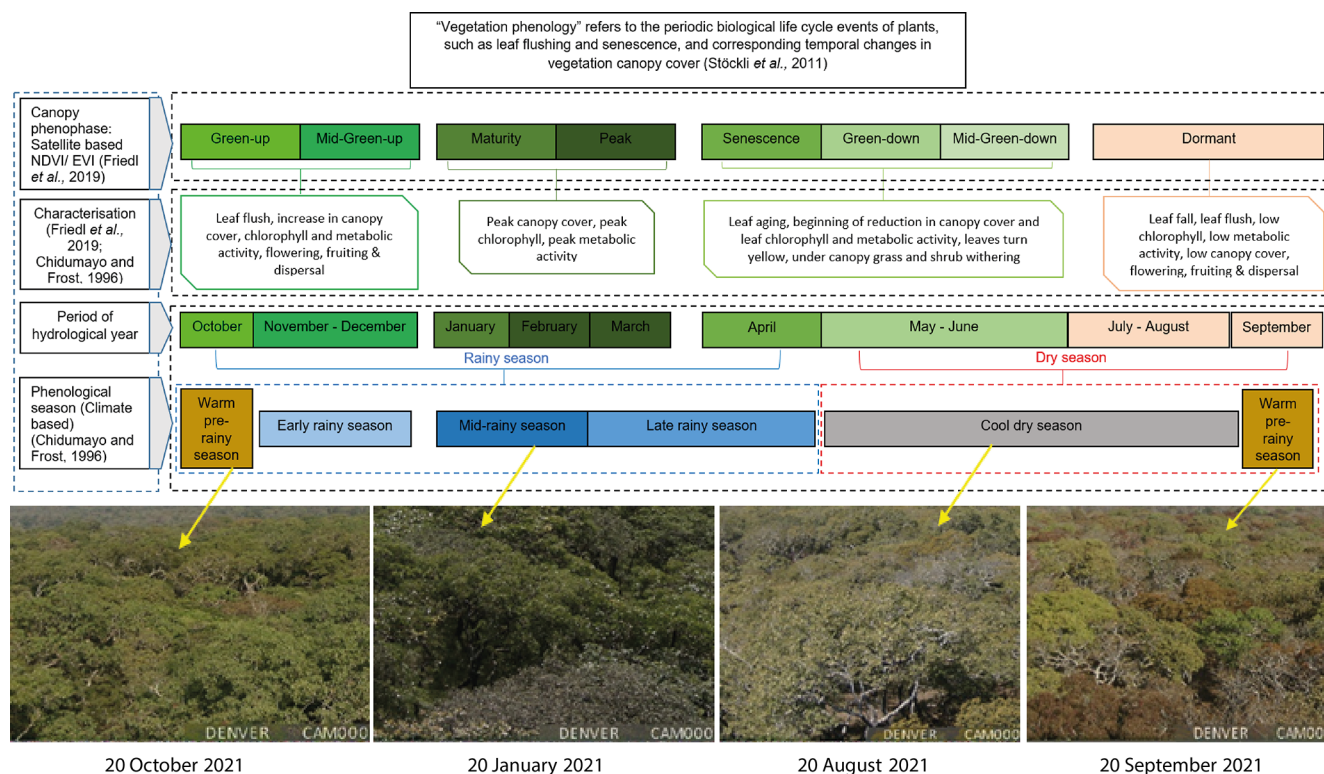 “Vegetation phenology” refers to the periodic biological life cycle events of plants,
such as leaf flushing and senescence, and corresponding temporal changes in
vegetation canopy cover (Stöckli et al., 2011)
Canopy
phenophase:
Satellite based
NDVI/ EVI (Friedl
et al., 2019)
Green-up
Mid-Green-up
Maturity
Peak
Senescence
Green-down
Mid-Green-down
Dormant
Characterisation
(Friedl et al.,
2019;
Chidumayo and
Frost, 1996)
Leaf flush, increase in canopy
cover, chlorophyll and metabolic
activity, flowering, fruiting &
dispersal
Peak canopy cover, peak
chlorophyll, peak metabolic
activity
Leaf aging, beginning of reduction in canopy cover and
leaf chlorophyll and metabolic activity, leaves turn
yellow, under canopy grass and shrub withering
Leaf fall, leaf flush, low
chlorophyll, low metabolic
activity, low canopy cover,
flowering, fruiting & dispersal
Period of
hydrological year
October
November - December
January
February
March
April
May - June
July - August
September
Rainy season
Dry season
Phenological
season (Climate
based)
(Chidumayo and
Frost, 1996)
Warm
pre-
rainy
season
Early rainy season
Mid-rainy season
Late rainy season
Cool dry season
Warm
pre-
rainy
season
DENVER CAM000
DENVER CAM000
DENVER CAM000
DENVER CAM000
20 October 2021
20 January 2021
20 August 2021
20 September 2021